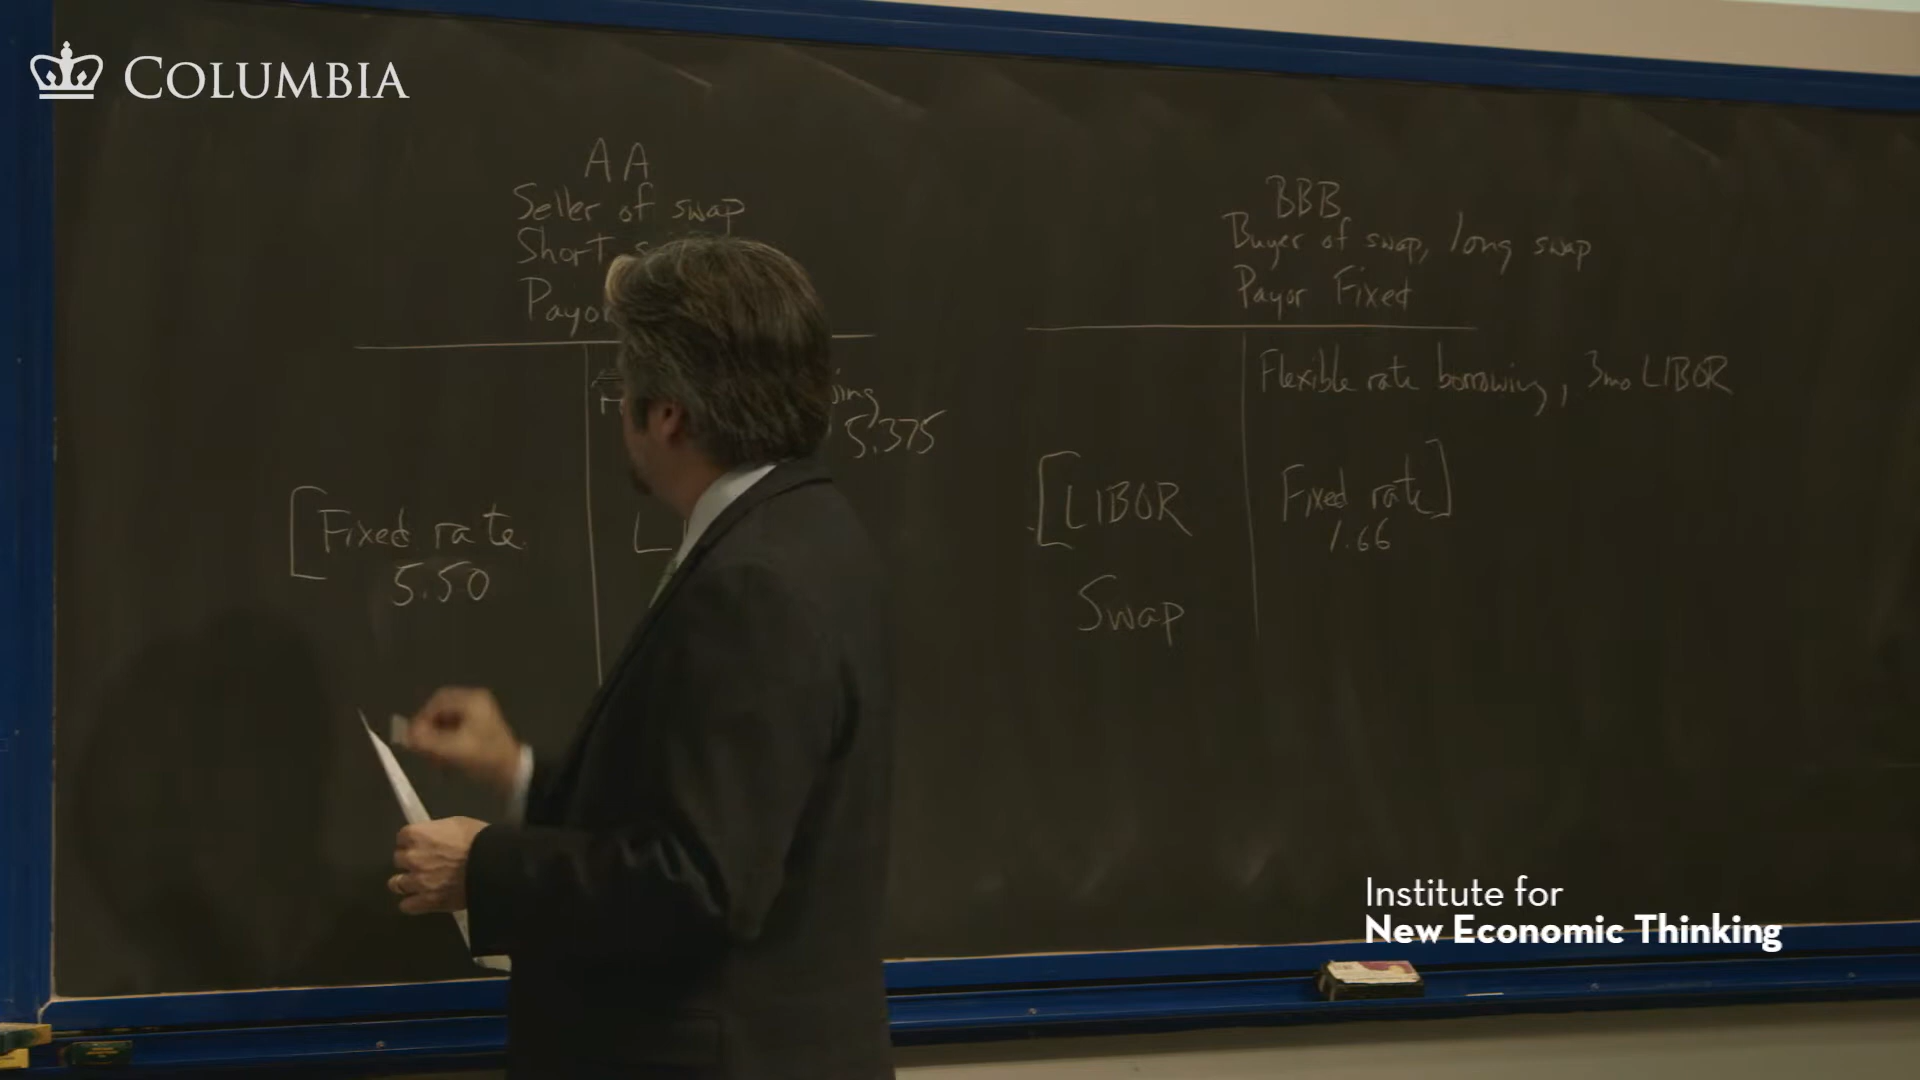 COLUMBIA
AA
Seller of swap
Short
Payor
5.375
[Fixed rate
5.50
BBB
Buyer of swap, long swap
Payor Fixed
Flexible rate borrowing, 3mo LIBOR
[LIBOR Fixed rate]
1.66
Swap
Institute for
New Economic Thinking